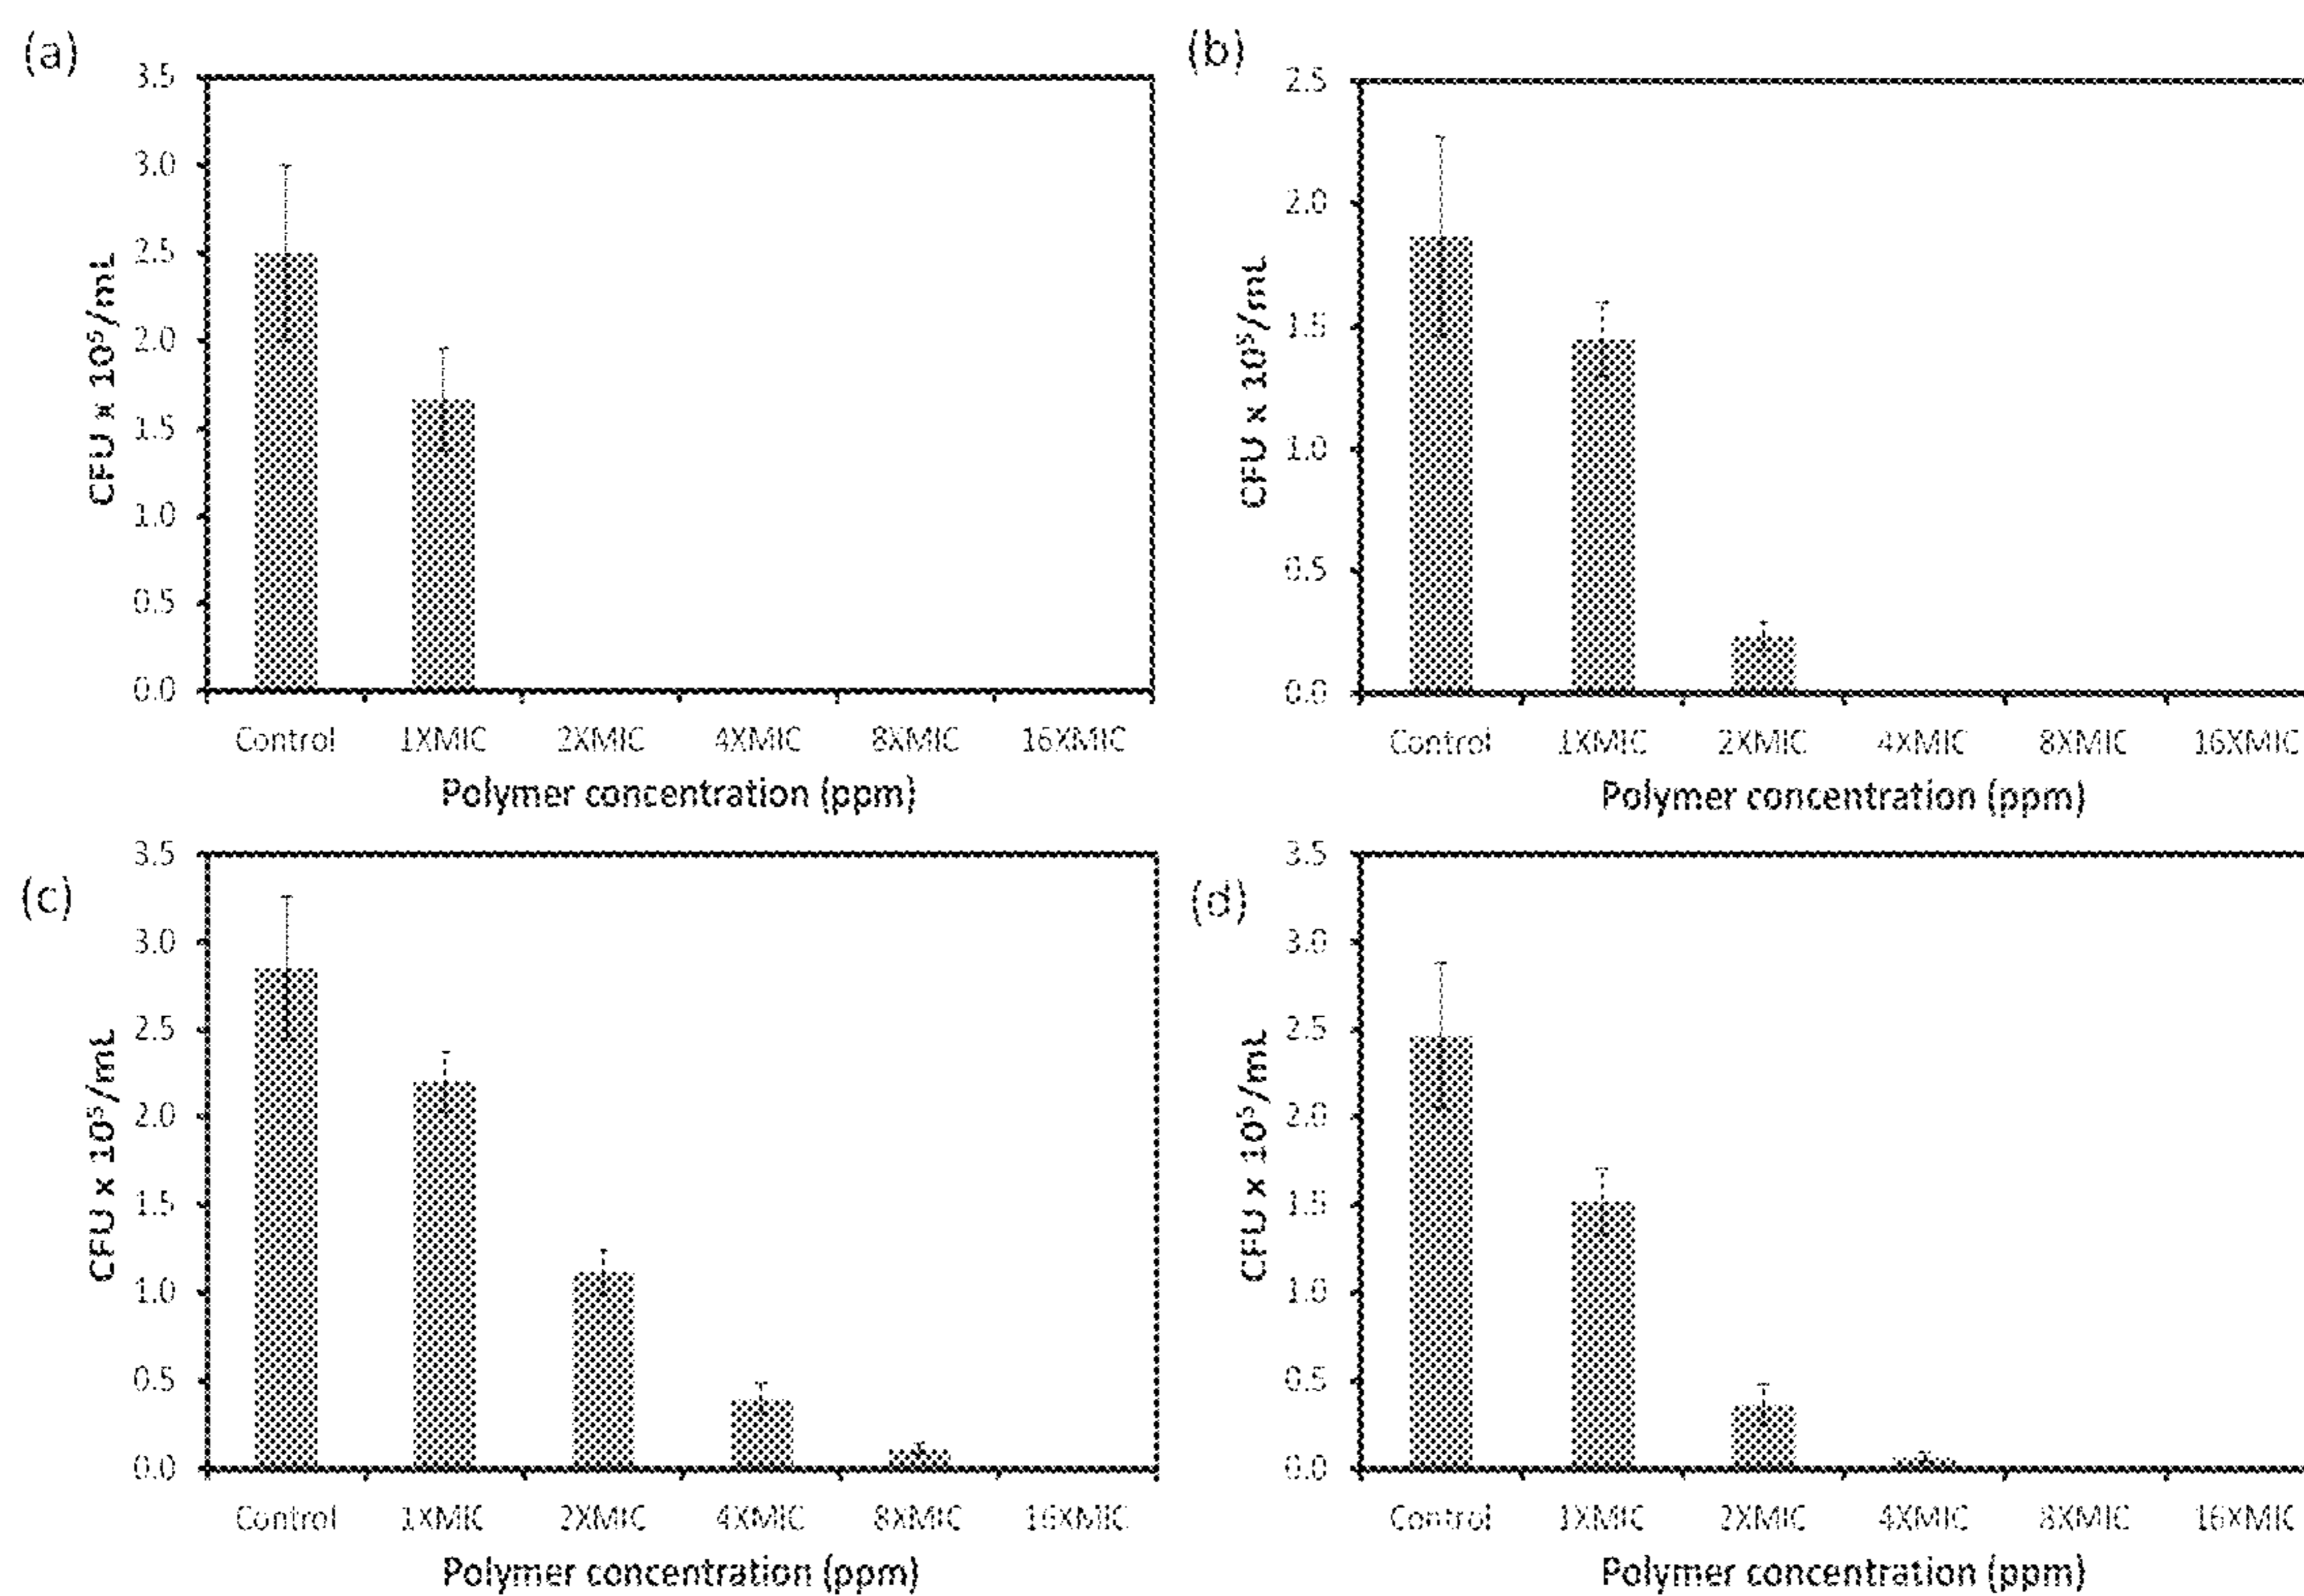 (a)
3.5
3.0
2.5
2.0
1.5
1.0
0.5
0.0
CFU x 10⁵/mL
Control 1XMIC 2XMIC 4XMIC 8XMIC 16XMIC
Polymer concentration (ppm)
(b)
2.5
2.0
1.5
1.0
0.5
0.0
CFU x 10⁵/mL
Control 1XMIC 2XMIC 4XMIC 8XMIC 16XMIC
Polymer concentration (ppm)
(c)
3.5
3.0
2.5
2.0
1.5
1.0
0.5
0.0
CFU x 10⁵/mL
Control 1XMIC 2XMIC 4XMIC 8XMIC 16XMIC
Polymer concentration (ppm)
(d)
3.5
3.0
2.5
2.0
1.5
1.0
0.5
0.0
CFU x 10⁵/mL
Control 1XMIC 2XMIC 4XMIC 8XMIC 16XMIC
Polymer concentration (ppm)